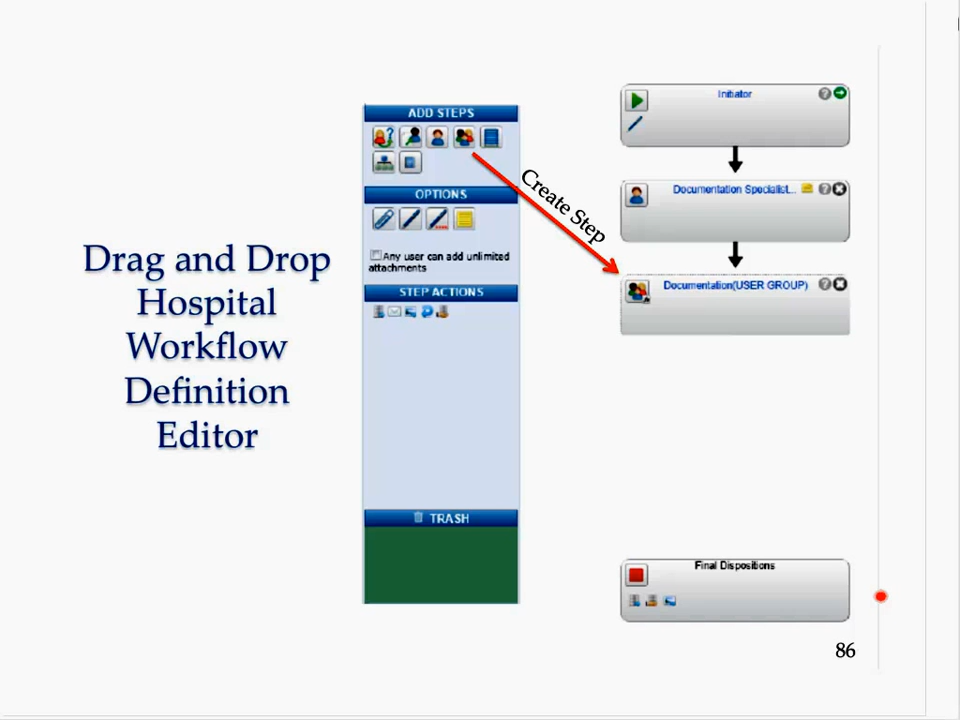 Drag and Drop
Hospital
Workflow
Definition
Editor
ADD STEPS
OPTIONS
Any user can add unlimited
attachments
STEP ACTIONS
TRASH
Create Step
Initiator
Documentation Specialist...
Documentation(USER GROUP)
Final Dispositions
86